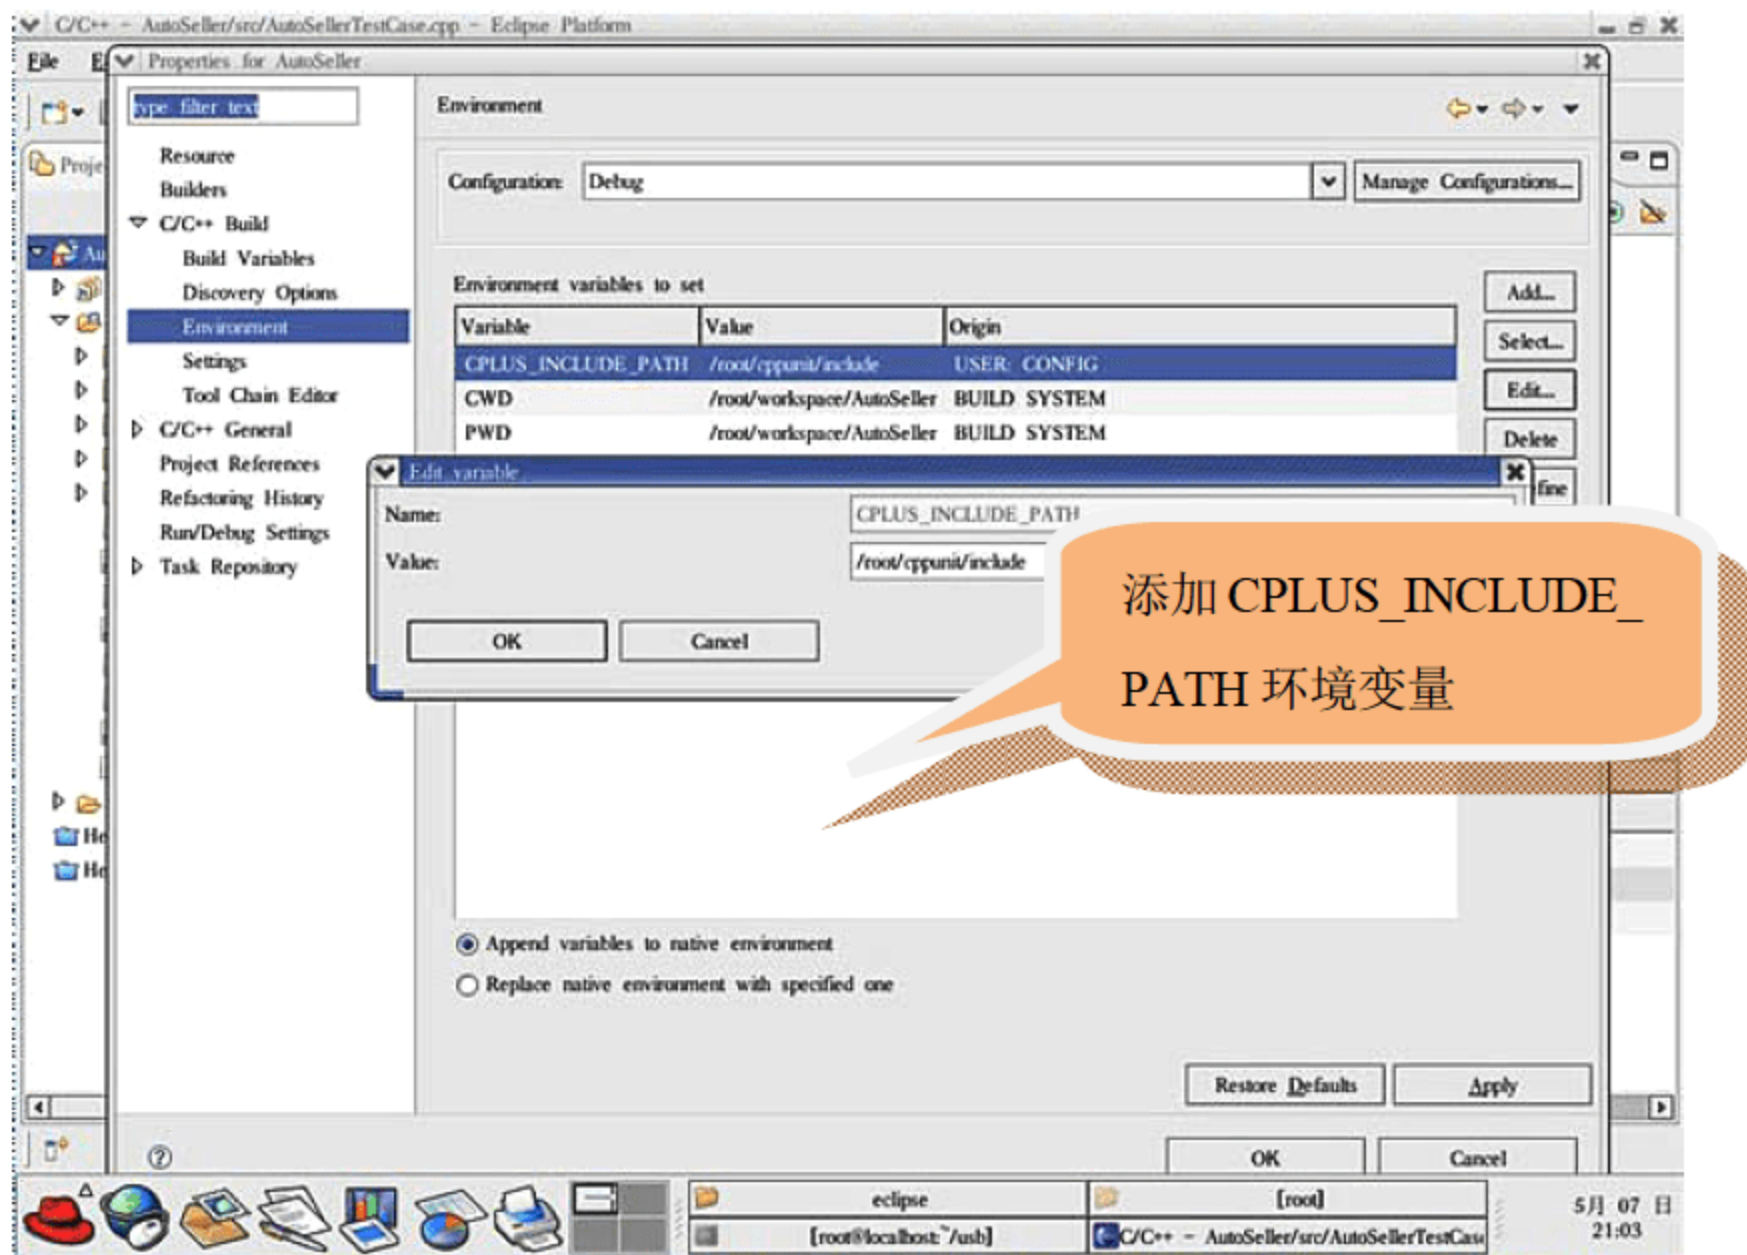 C/C++ - AutoSeller/src/AutoSellerTestCase.cpp - Eclipse Platform
File
Properties for AutoSeller
type filter text
Environment
Proje
Resource
Builders
Configuration: Debug
Manage Configurations...
C/C++ Build
Build Variables
Discovery Options
Environment
Settings
Tool Chain Editor
C/C++ General
Project References
Refactoring History
Run/Debug Settings
Task Repository
Environment variables to set
Variable Value Origin
CPLUS_INCLUDE_PATH /root/cppunit/include USER: CONFIG
CWD /root/workspace/AutoSeller BUILD SYSTEM
PWD /root/workspace/AutoSeller BUILD SYSTEM
Add...
Select...
Edit...
Delete
fine
Edit variable
Name: CPLUS_INCLUDE_PATH
Value: /root/cppunit/include
OK Cancel
添加 CPLUS_INCLUDE_
PATH 环境变量
He
He
Append variables to native environment
Replace native environment with specified one
Restore Defaults Apply
OK Cancel
eclipse
[root]
[root@localhost:~/usb]
C/C++ - AutoSeller/src/AutoSellerTestCase
5月 07 日
21:03